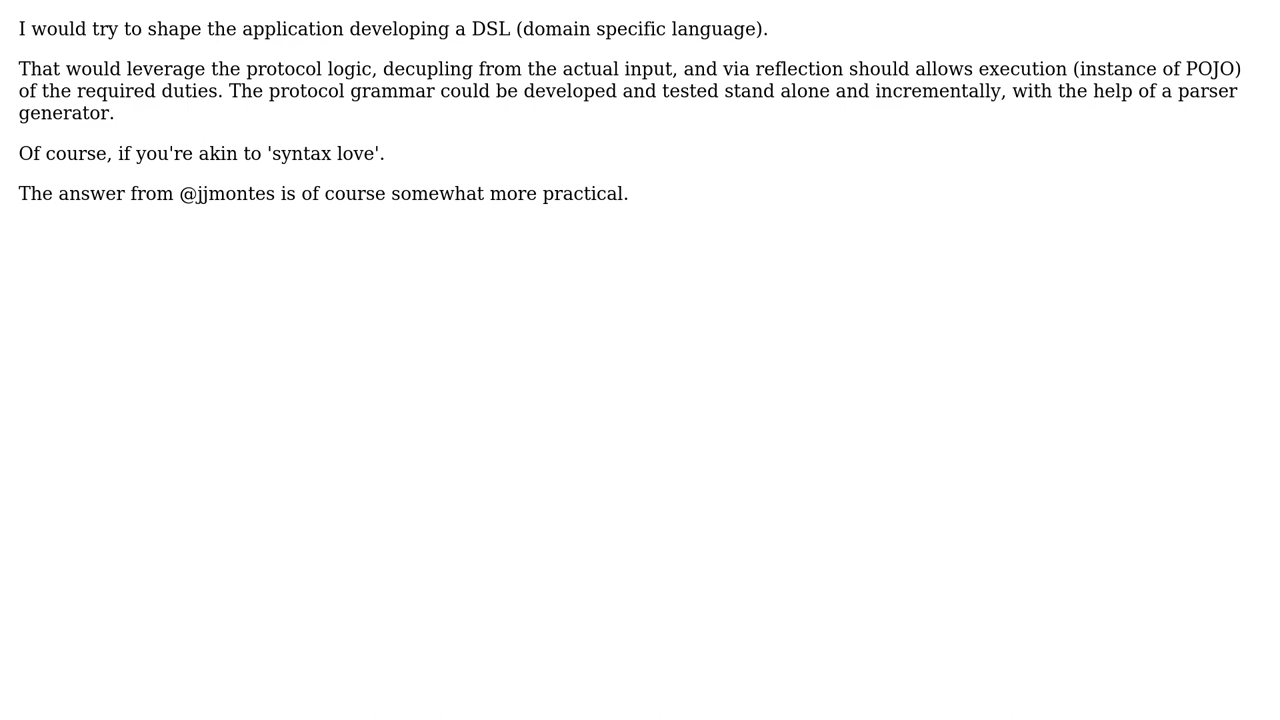 I would try to shape the application developing a DSL (domain specific language).
That would leverage the protocol logic, decupling from the actual input, and via reflection should allows execution (instance of POJO)
of the required duties. The protocol grammar could be developed and tested stand alone and incrementally, with the help of a parser
generator.
Of course, if you're akin to 'syntax love'.
The answer from @jjmontes is of course somewhat more practical.